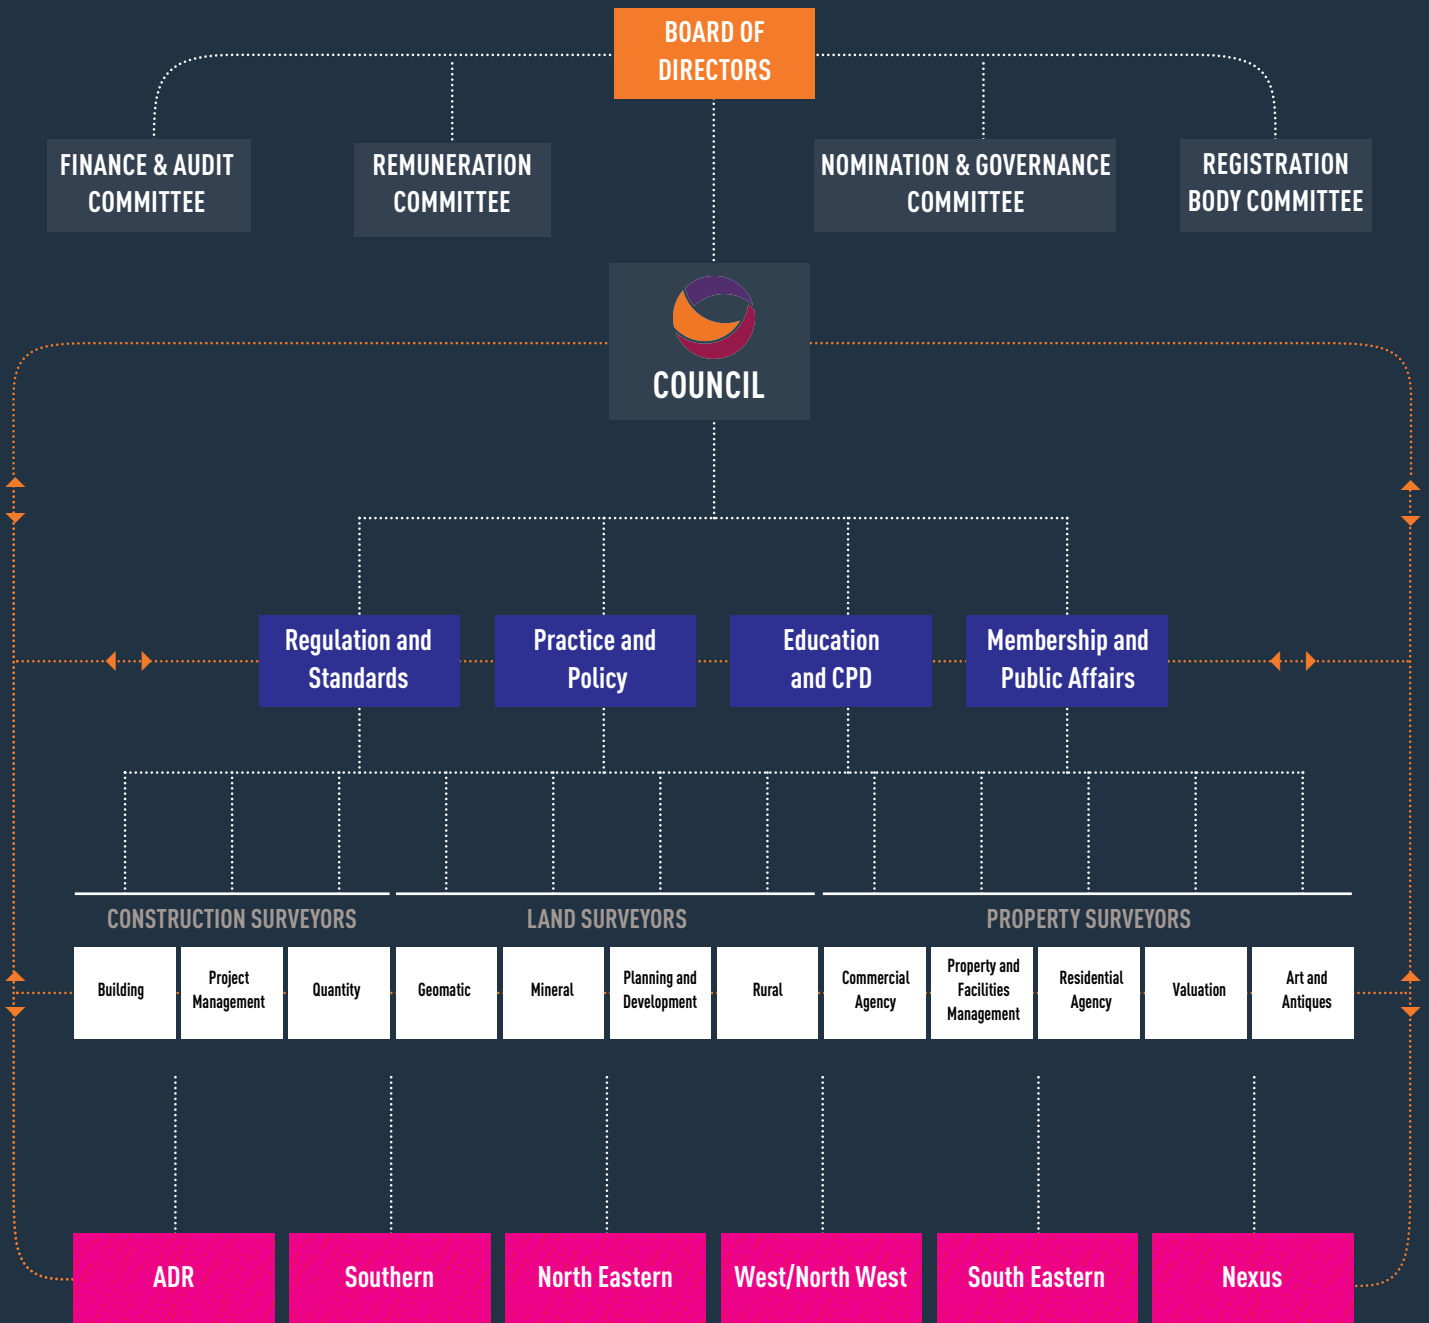 BOARD OF
DIRECTORS
FINANCE & AUDIT
COMMITTEE
REMUNERATION
COMMITTEE
NOMINATION & GOVERNANCE
COMMITTEE
REGISTRATION
BODY COMMITTEE
COUNCIL
Regulation and
Standards
Practice and
Policy
Education
and CPD
Membership and
Public Affairs
CONSTRUCTION SURVEYORS
LAND SURVEYORS
PROPERTY SURVEYORS
Building
Project
Management
Quantity
Geomatic
Mineral
Planning and
Development
Rural
Commercial
Agency
Property and
Facilities
Management
Residential
Agency
Valuation
Art and
Antiques
ADR
Southern
North Eastern
West/North West
South Eastern
Nexus